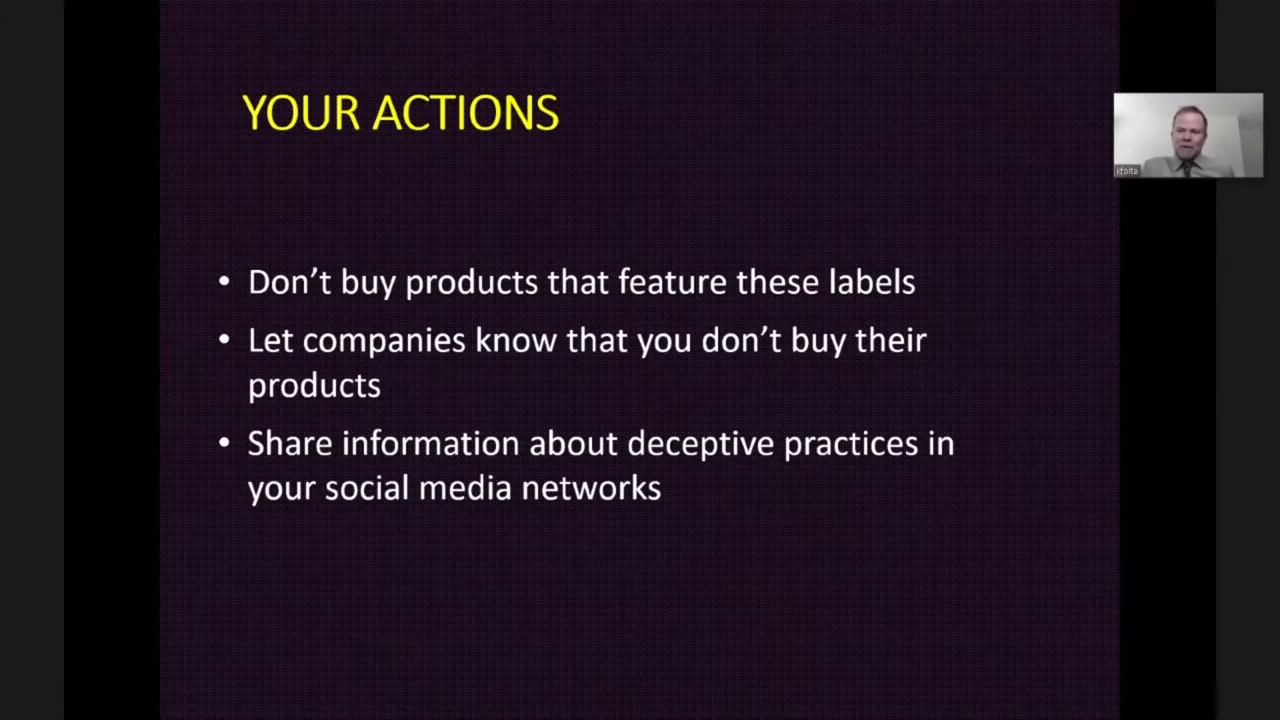 YOUR ACTIONS
• Don’t buy products that feature these labels
• Let companies know that you don’t buy their
products
• Share information about deceptive practices in
your social media networks
kfolta